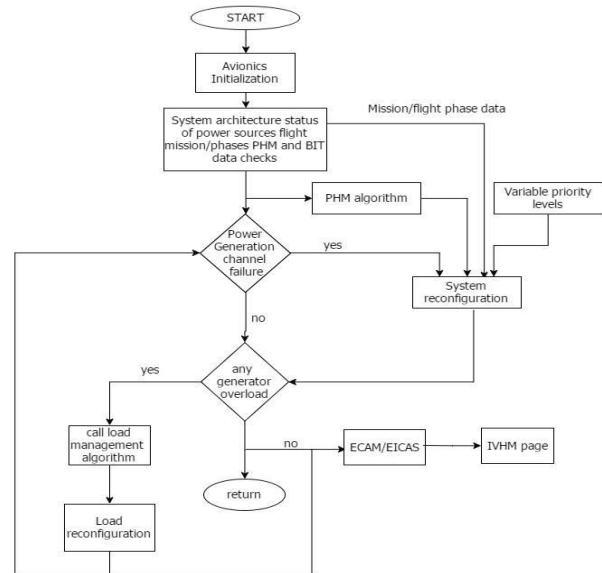 START
Avionics
Initialization
System architecture status
of power sources flight
mission/phases PHM and BIT
data checks
Mission/flight phase data
PHM algorithm
Variable priority
levels
Power
Generation
channel
failure
yes
System
reconfiguration
no
any
generator
overload
yes
call load
management
algorithm
no
ECAM/EICAS
IVHM page
return
Load
reconfiguration